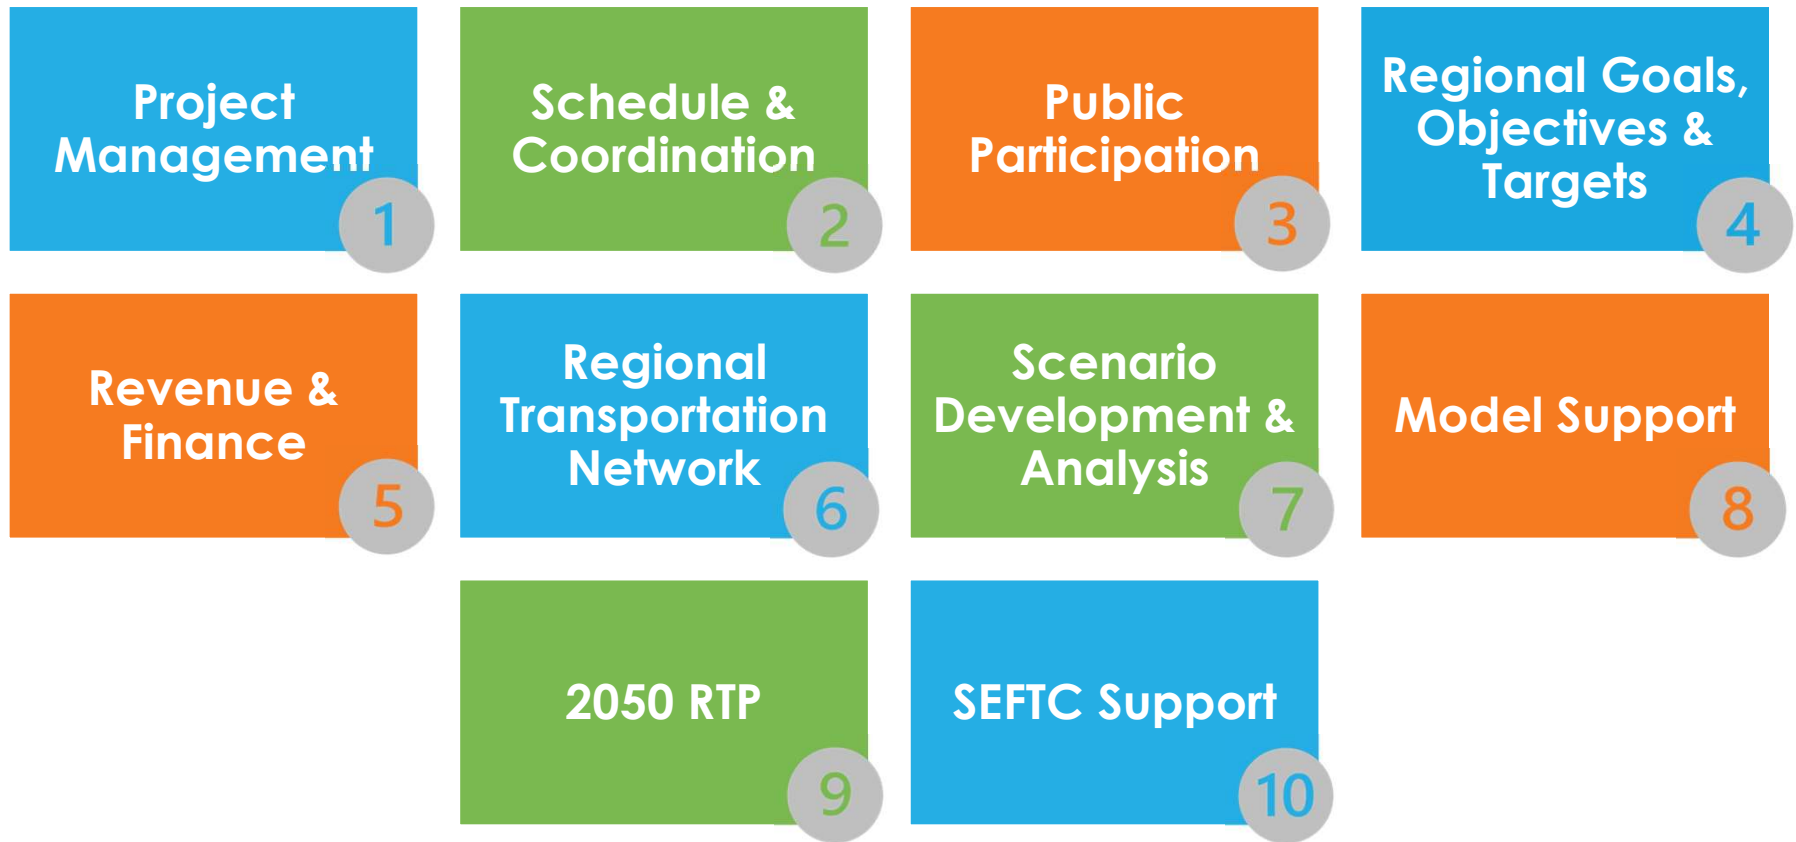 Project
Management
1
Schedule &
Coordination
2
Public
Participation
3
Regional Goals,
Objectives &
Targets
4
Revenue &
Finance
5
Regional
Transportation
Network
6
Scenario
Development &
Analysis
7
Model Support
8
2050 RTP
9
SEFTC Support
10